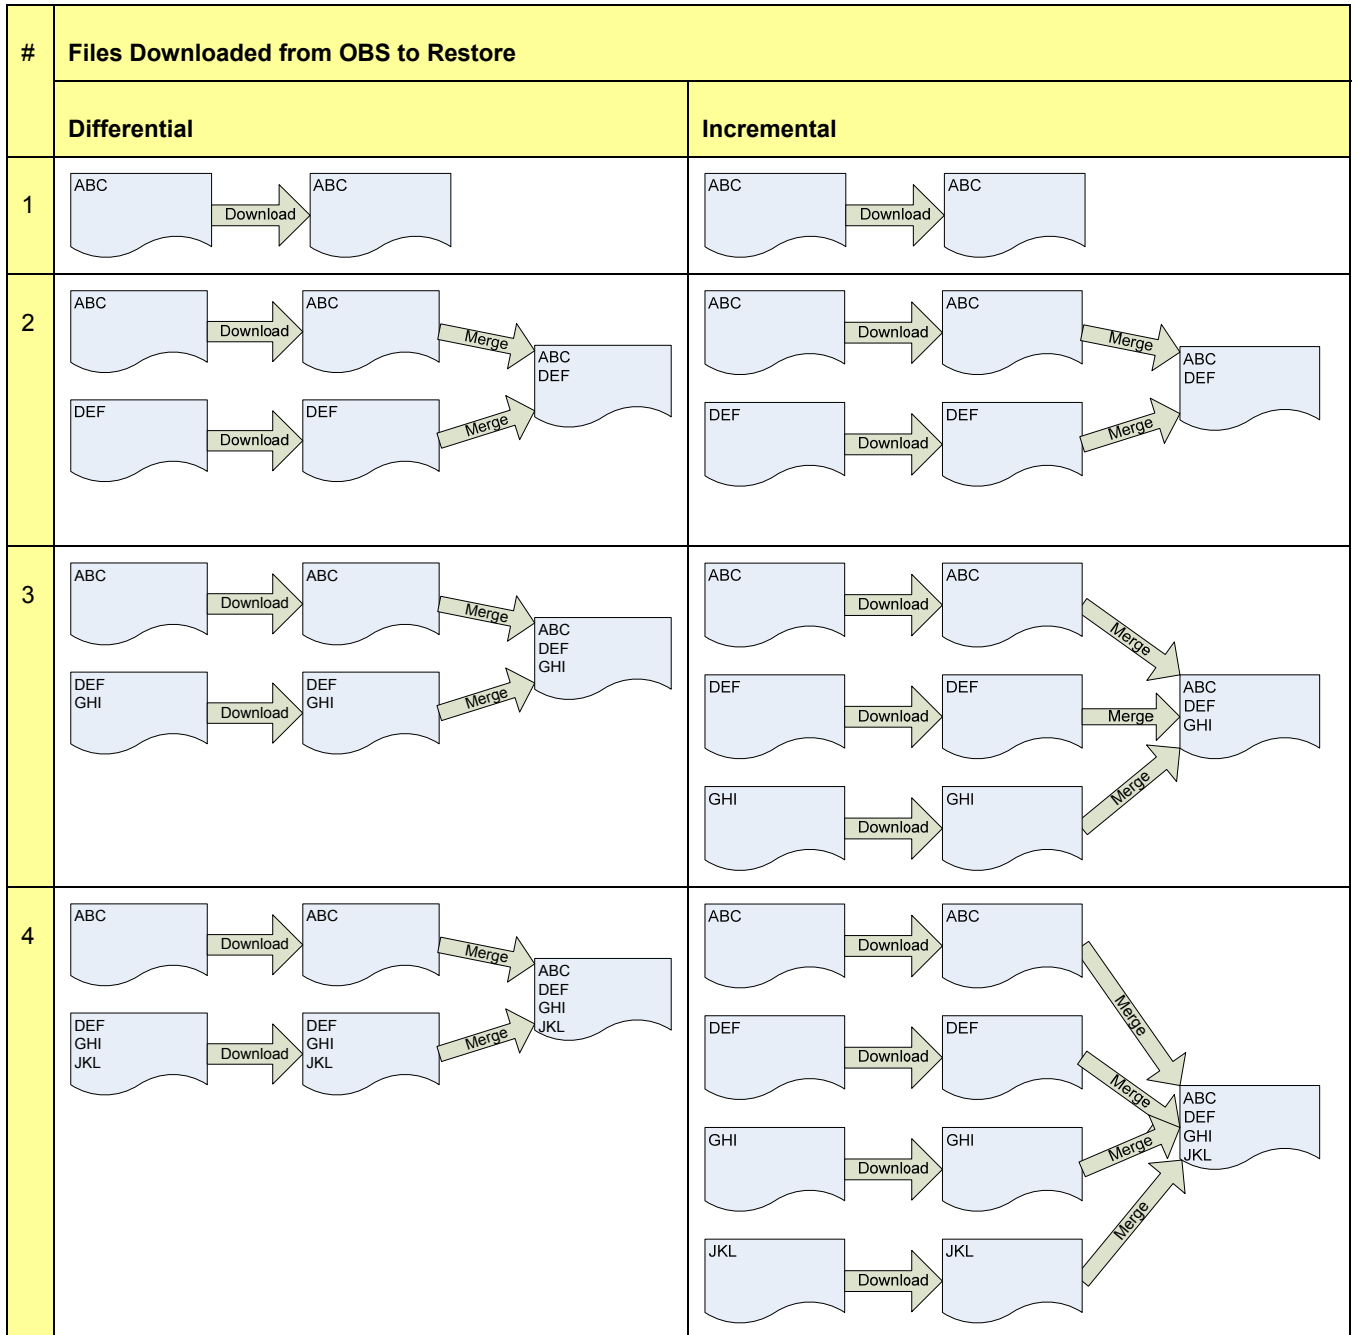 #
Files Downloaded from OBS to Restore
Differential
Incremental
1
ABC
Download
ABC
ABC
Download
ABC
2
ABC
Download
ABC
Merge
DEF
Download
DEF
Merge
ABC
DEF
ABC
Download
ABC
Merge
DEF
Download
DEF
Merge
ABC
DEF
3
ABC
Download
ABC
Merge
DEF
GHI
Download
DEF
GHI
Merge
ABC
DEF
GHI
ABC
Download
ABC
Merge
DEF
Download
DEF
Merge
GHI
Download
GHI
Merge
ABC
DEF
GHI
4
ABC
Download
ABC
Merge
DEF
GHI
JKL
Download
DEF
GHI
JKL
Merge
ABC
DEF
GHI
JKL
ABC
Download
ABC
Merge
DEF
Download
DEF
Merge
GHI
Download
GHI
Merge
JKL
Download
JKL
Merge
ABC
DEF
GHI
JKL